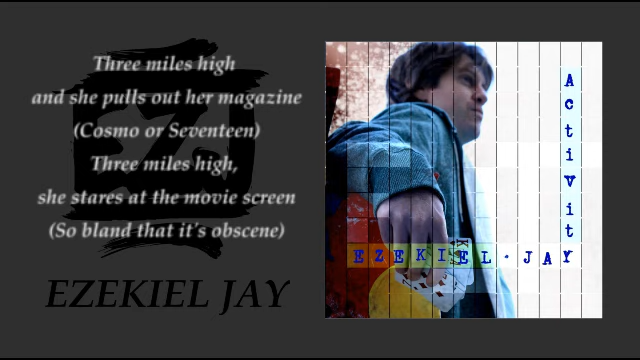 Three miles high
and she pulls out her magazine
(Cosmo or Seventeen)
Three miles high,
she stares at the movie screen
(So bland that it's obscene)
EZJ
EZEKIEL JAY
Activity
EZEKIEL·JAY